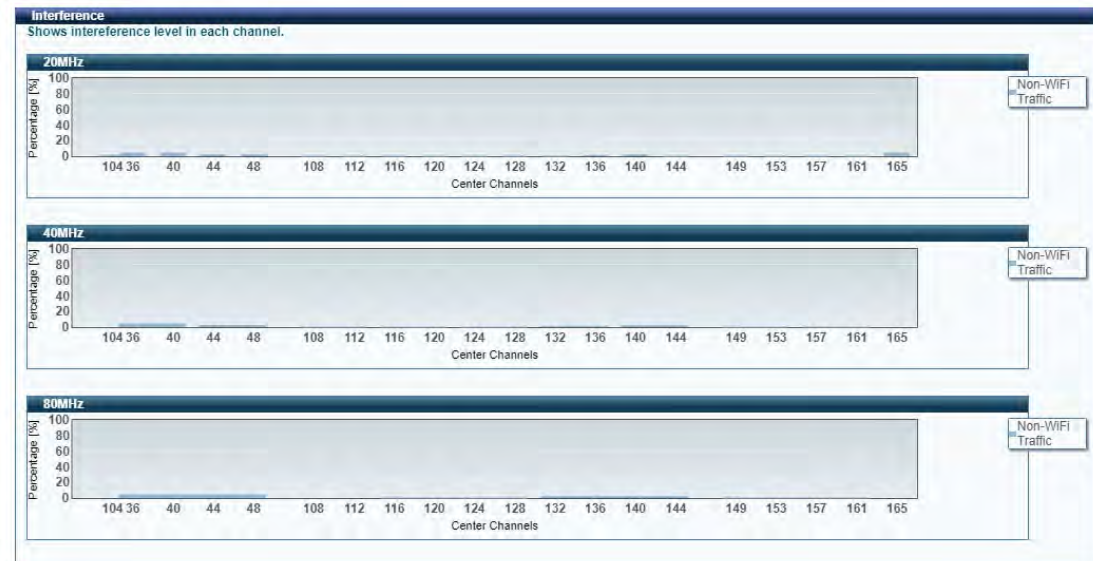 Interference
Shows intereference level in each channel.
20MHz
Percentage [%]
100
80
60
40
20
0
104 36 40 44 48 108 112 116 120 124 128 132 136 140 144 149 153 157 161 165
Center Channels
Non-WiFi
Traffic
40MHz
Percentage [%]
100
80
60
40
20
0
104 36 40 44 48 108 112 116 120 124 128 132 136 140 144 149 153 157 161 165
Center Channels
Non-WiFi
Traffic
80MHz
Percentage [%]
100
80
60
40
20
0
104 36 40 44 48 108 112 116 120 124 128 132 136 140 144 149 153 157 161 165
Center Channels
Non-WiFi
Traffic